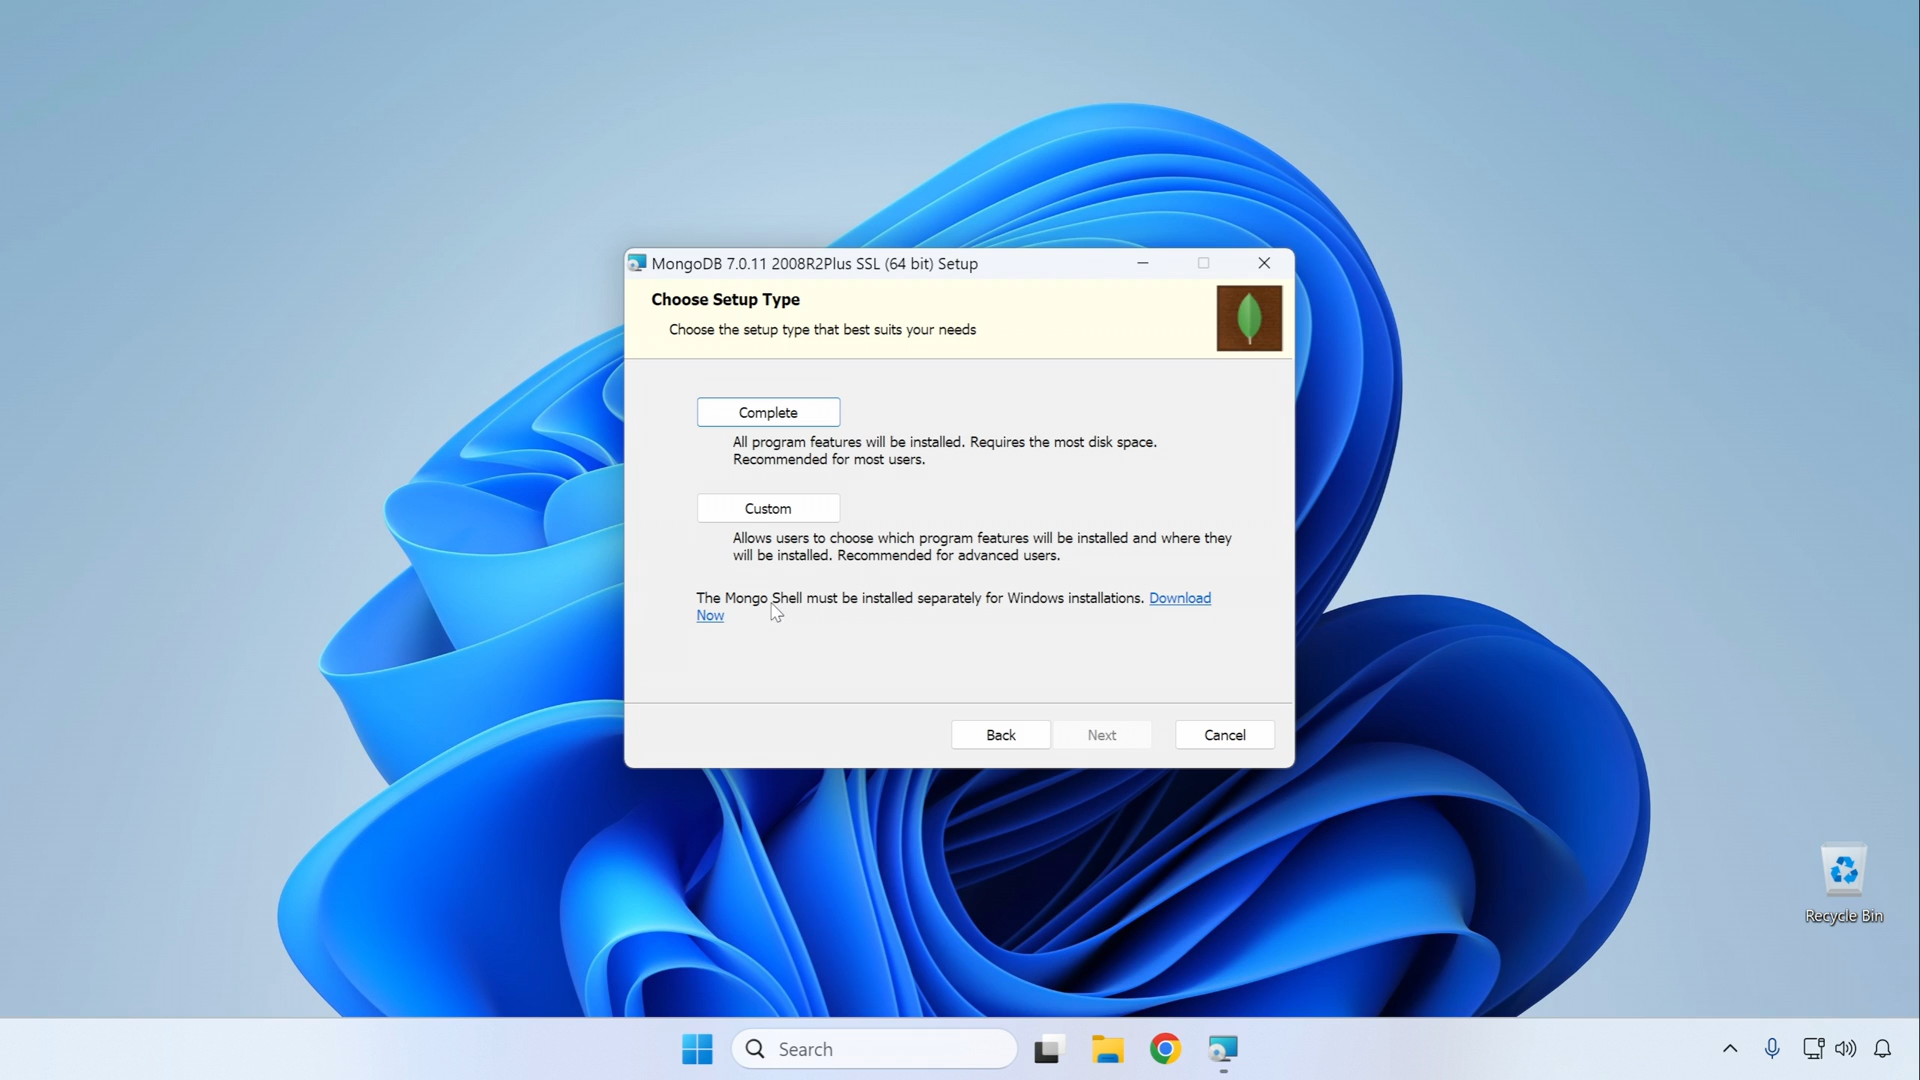 MongoDB 7.0.11 2008R2Plus SSL (64 bit) Setup
Choose Setup Type
Choose the setup type that best suits your needs
Complete
All program features will be installed. Requires the most disk space.
Recommended for most users.
Custom
Allows users to choose which program features will be installed and where they
will be installed. Recommended for advanced users.
The Mongo Shell must be installed separately for Windows installations. Download
Now
Back
Next
Cancel
Recycle Bin
Search